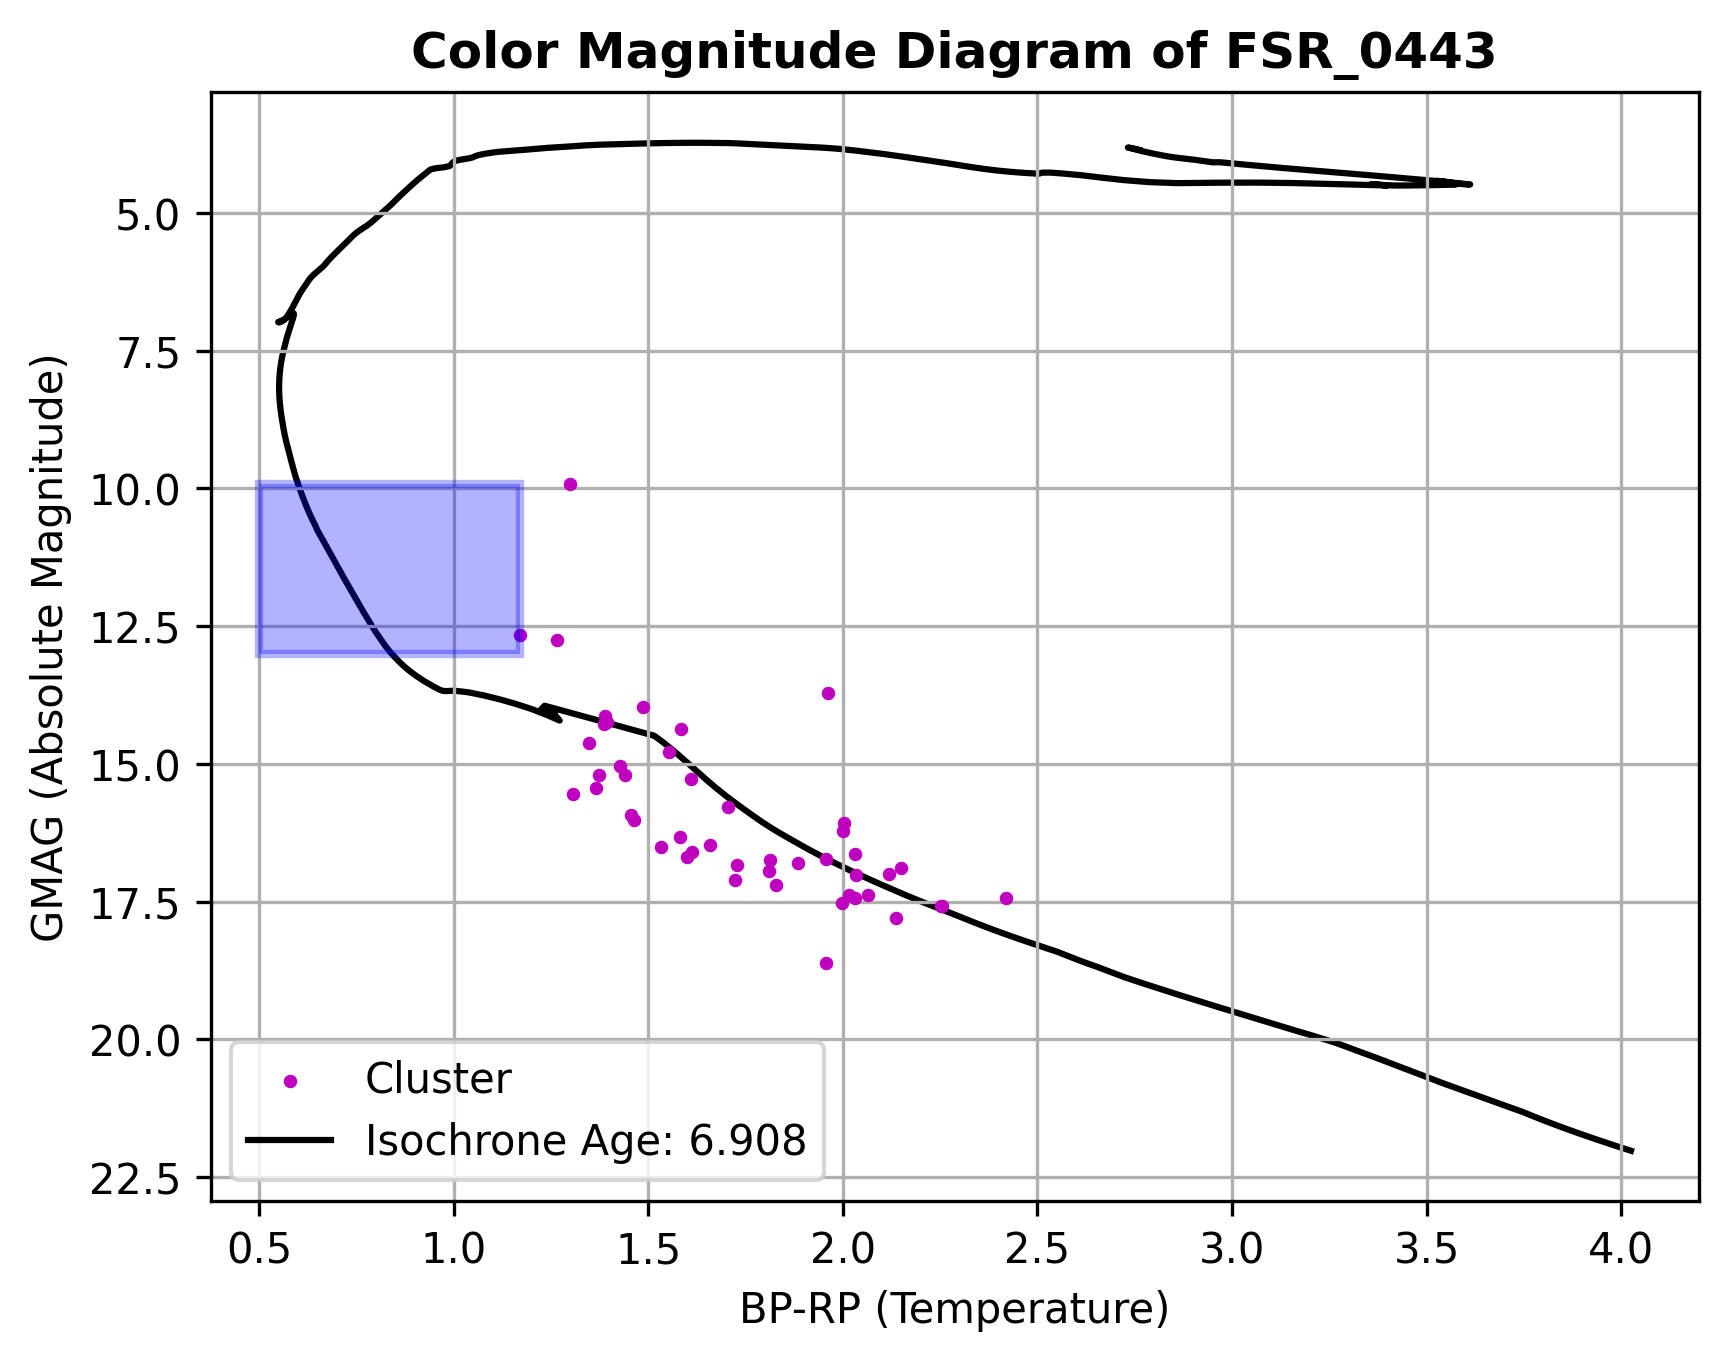 Color Magnitude Diagram of FSR_0443
GMAG (Absolute Magnitude)
5.0
7.5
10.0
12.5
15.0
17.5
20.0
22.5
Cluster
Isochrone Age: 6.908
0.5 1.0 1.5 2.0 2.5 3.0 3.5 4.0
BP-RP (Temperature)